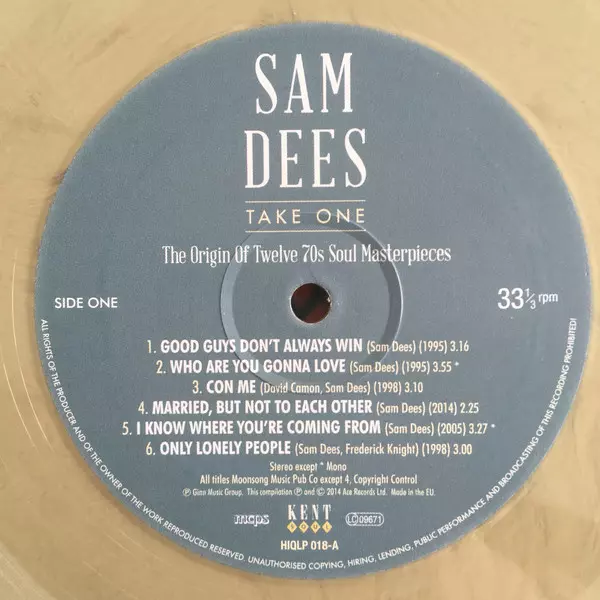 SAM
DEES
TAKE ONE
The Origin Of Twelve 70s Soul Masterpieces
SIDE ONE
33 1/3 rpm
1. GOOD GUYS DON'T ALWAYS WIN (Sam Dees) (1995) 3.16
2. WHO ARE YOU GONNA LOVE (Sam Dees) (1995) 3.55 *
3. CON ME (David Camon, Sam Dees) (1998) 3.10
4. MARRIED, BUT NOT TO EACH OTHER (Sam Dees) (2014) 2.25
5. I KNOW WHERE YOU'RE COMING FROM (Sam Dees) (2005) 3.27 *
6. ONLY LONELY PEOPLE (Sam Dees, Frederick Knight) (1998) 3.00
Stereo except * Mono
All titles Moonsong Music Pub Co except 4, Copyright Control
℗ Ginn Music Group. This compilation ℗ and © 2014 Ace Records Ltd. Made in the EU.
mcps
KENT
SOUL
LC 09671
HIQLP 018-A
ALL RIGHTS OF THE PRODUCER AND OF THE OWNER OF THE WORK REPRODUCED RESERVED. UNAUTHORISED COPYING, HIRING, LENDING, PUBLIC PERFORMANCE AND BROADCASTING OF THIS RECORDING PROHIBITED!